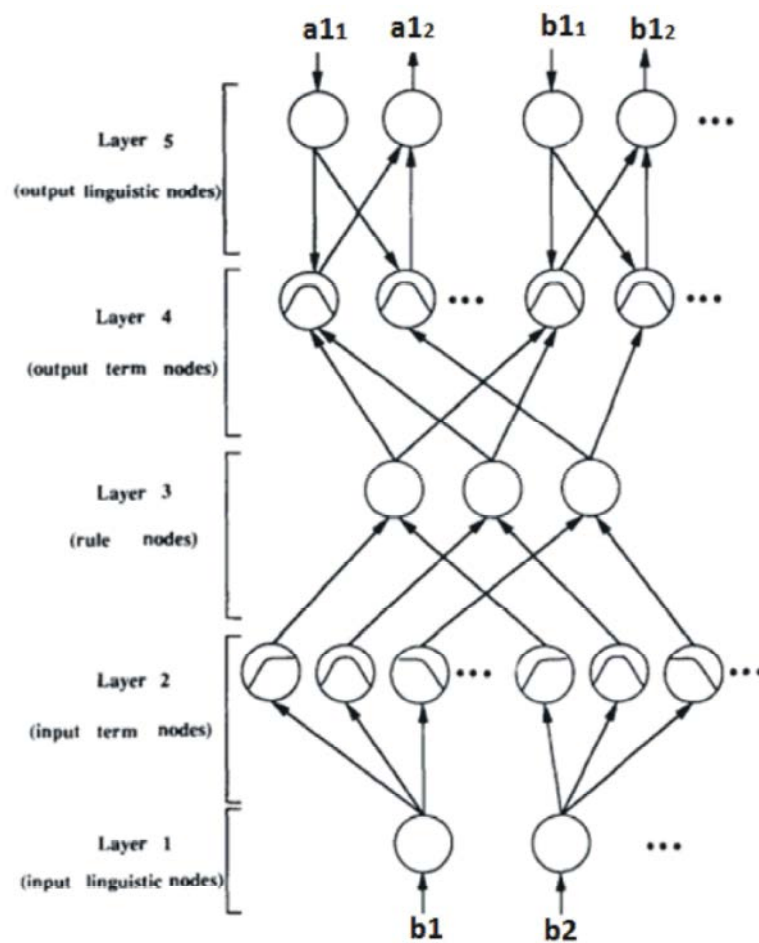 a1₁ a1₂ b1₁ b1₂
Layer 5
(output linguistic nodes)
Layer 4
(output term nodes)
Layer 3
(rule nodes)
Layer 2
(input term nodes)
Layer 1
(input linguistic nodes)
b1 b2